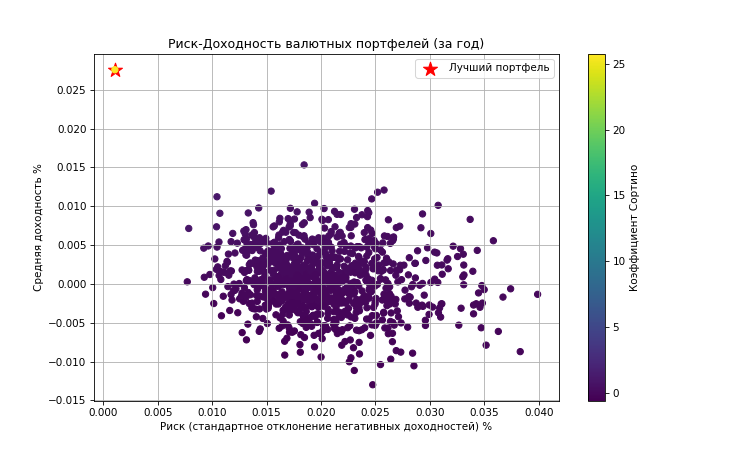 Риск-Доходность валютных портфелей (за год)
Лучший портфель
Средняя доходность %
0.025
0.020
0.015
0.010
0.005
0.000
−0.005
−0.010
−0.015
0.000 0.005 0.010 0.015 0.020 0.025 0.030 0.035 0.040
Риск (стандартное отклонение негативных доходностей) %
25
20
15
10
5
0
Коэффициент Сортино